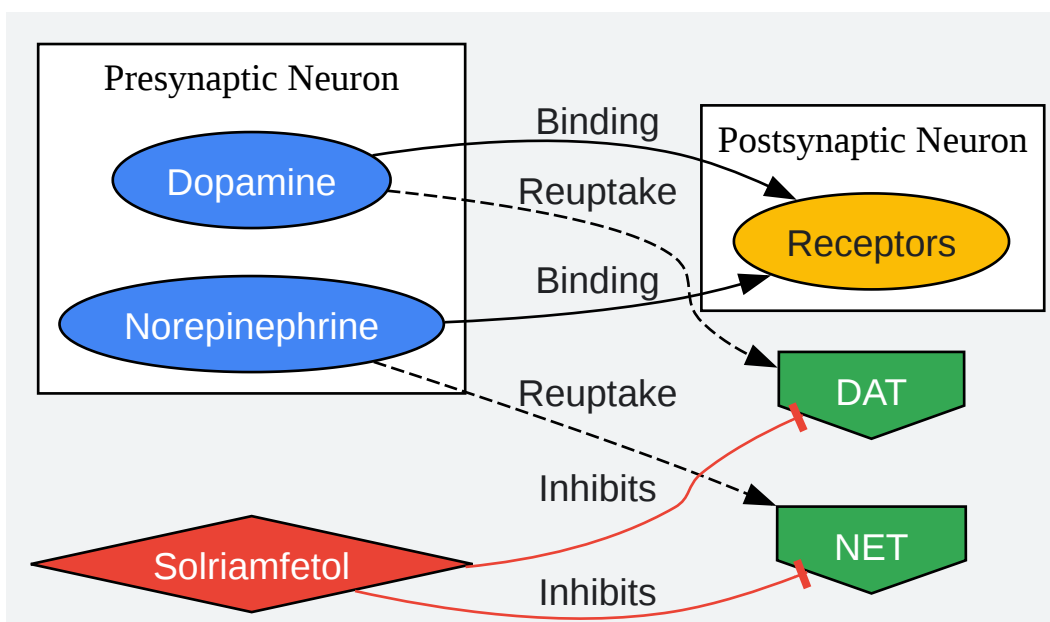 Presynaptic Neuron
Dopamine
Norepinephrine
Binding
Reuptake
Binding
Reuptake
Postsynaptic Neuron
Receptors
DAT
NET
Solriamfetol
Inhibits
Inhibits